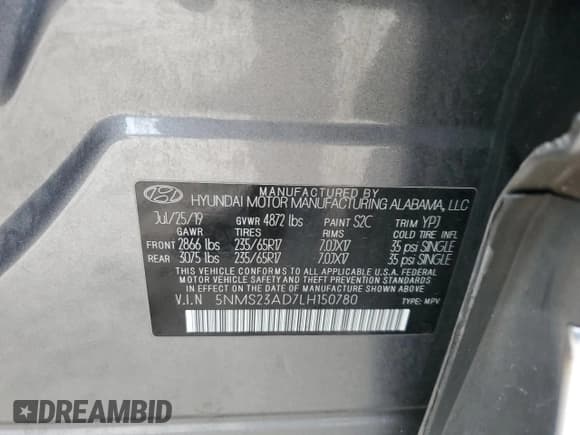 MANUFACTURED BY
HYUNDAI MOTOR MANUFACTURING ALABAMA, LLC
Jul/25/19 GVWR 4872 lbs PAINT S2C TRIM YPJ
GAWR TIRES RIMS COLD TIRE INFL
FRONT 2866 lbs 235/65R17 7.0JX17 35 psi SINGLE
REAR 3075 lbs 235/65R17 7.0JX17 35 psi SINGLE
THIS VEHICLE CONFORMS TO ALL APPLICABLE U.S.A. FEDERAL
MOTOR VEHICLE SAFETY AND THEFT PREVENTION STANDARDS
IN EFFECT ON THE DATE OF MANUFACTURE SHOWN ABOVE.
V.I.N 5NMS23AD7LH150780 TYPE: MPV
DREAMBID